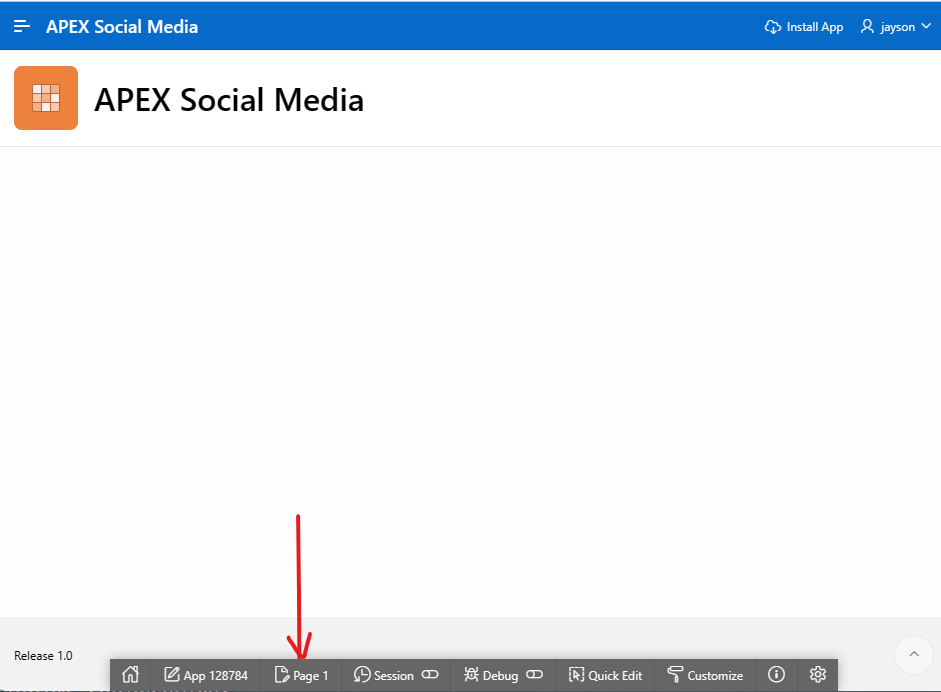 APEX Social Media
Install App
jayson
APEX Social Media
Release 1.0
App 128784
Page 1
Session
Debug
Quick Edit
Customize